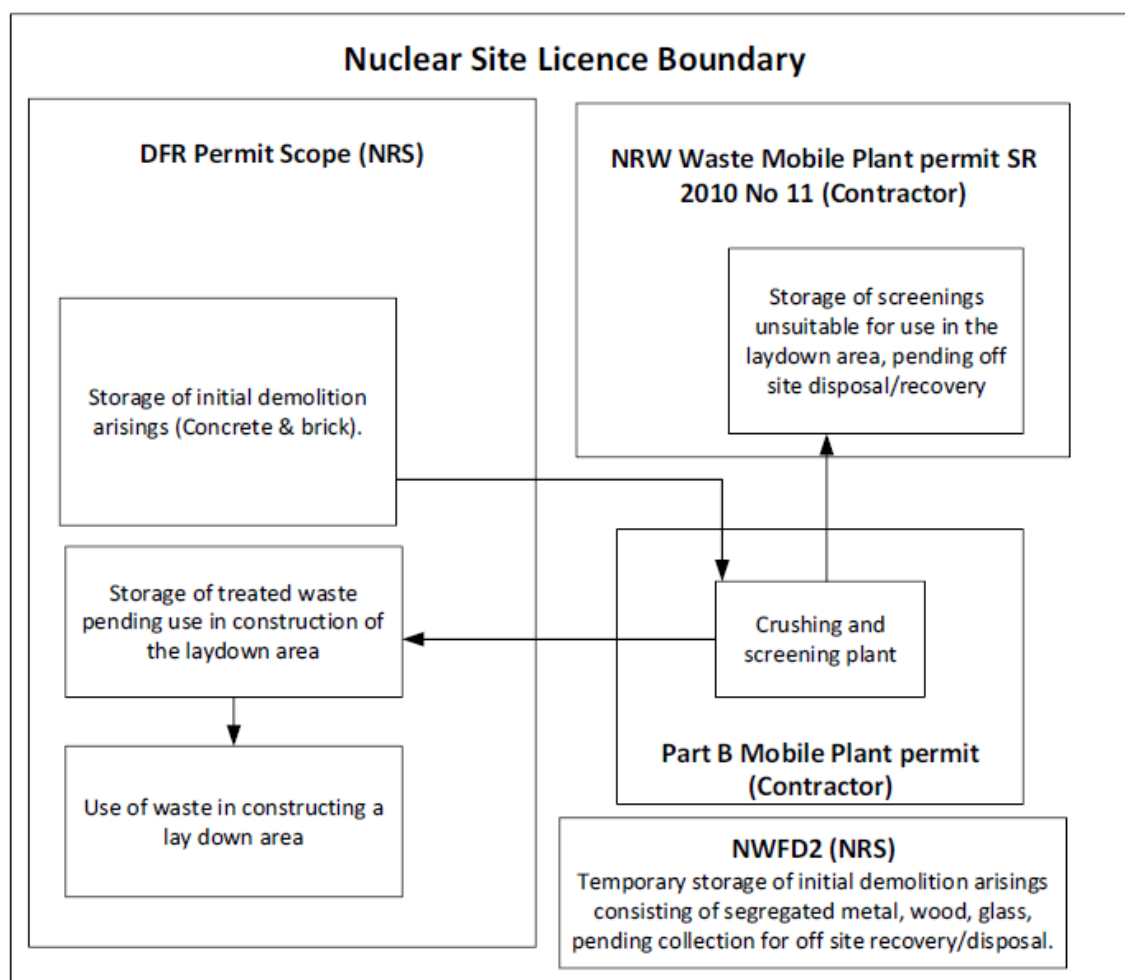 Nuclear Site Licence Boundary
DFR Permit Scope (NRS)
Storage of initial demolition
arisings (Concrete & brick).
Storage of treated waste
pending use in construction of
the laydown area
Use of waste in constructing a
lay down area
NRW Waste Mobile Plant permit SR
2010 No 11 (Contractor)
Storage of screenings
unsuitable for use in the
laydown area, pending off
site disposal/recovery
Crushing and
screening plant
Part B Mobile Plant permit
(Contractor)
NWFD2 (NRS)
Temporary storage of initial demolition arisings
consisting of segregated metal, wood, glass,
pending collection for off site recovery/disposal.